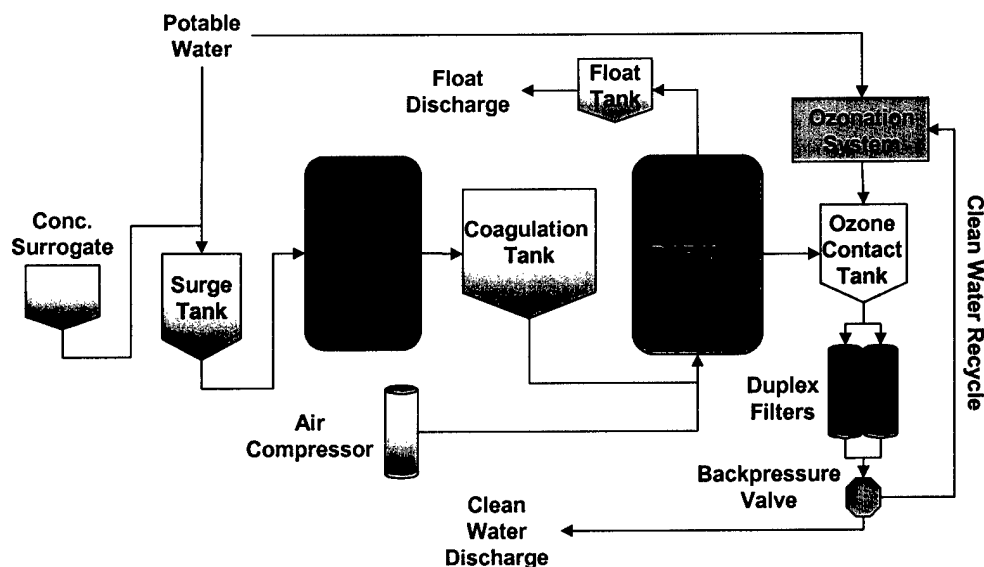 Potable
Water
Float
Discharge
Float
Tank
Ozonation
System
Conc.
Surrogate
Surge
Tank
Coagulation
Tank
Ozone
Contact
Tank
Clean Water Recycle
Duplex
Filters
Air
Compressor
Backpressure
Valve
Clean
Water
Discharge